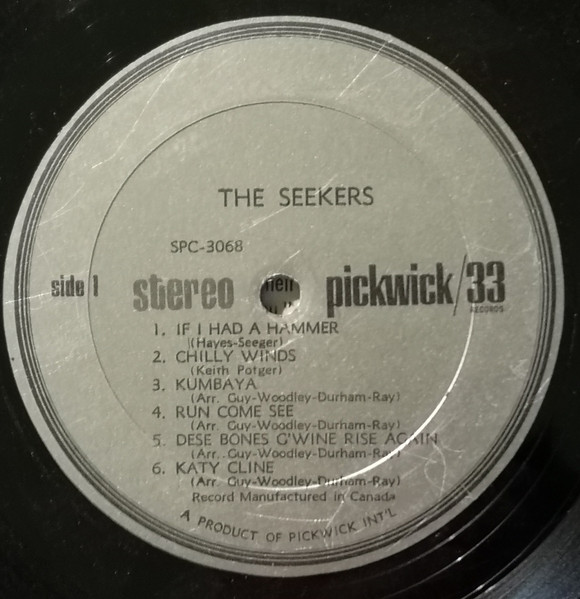 THE SEEKERS
SPC-3068
side 1 stereo pickwick/33
RECORDS
1. IF I HAD A HAMMER
(Hayes-Seeger)
2. CHILLY WINDS
(Keith Potger)
3. KUMBAYA
(Arr. Guy-Woodley-Durham-Ray)
4. RUN COME SEE
(Arr. Guy-Woodley-Durham-Ray)
5. DESE BONES G'WINE RISE AGAIN
(Arr. Guy-Woodley-Durham-Ray)
6. KATY CLINE
(Arr. Guy-Woodley-Durham-Ray)
Record Manufactured in Canada
A PRODUCT OF PICKWICK INT'L